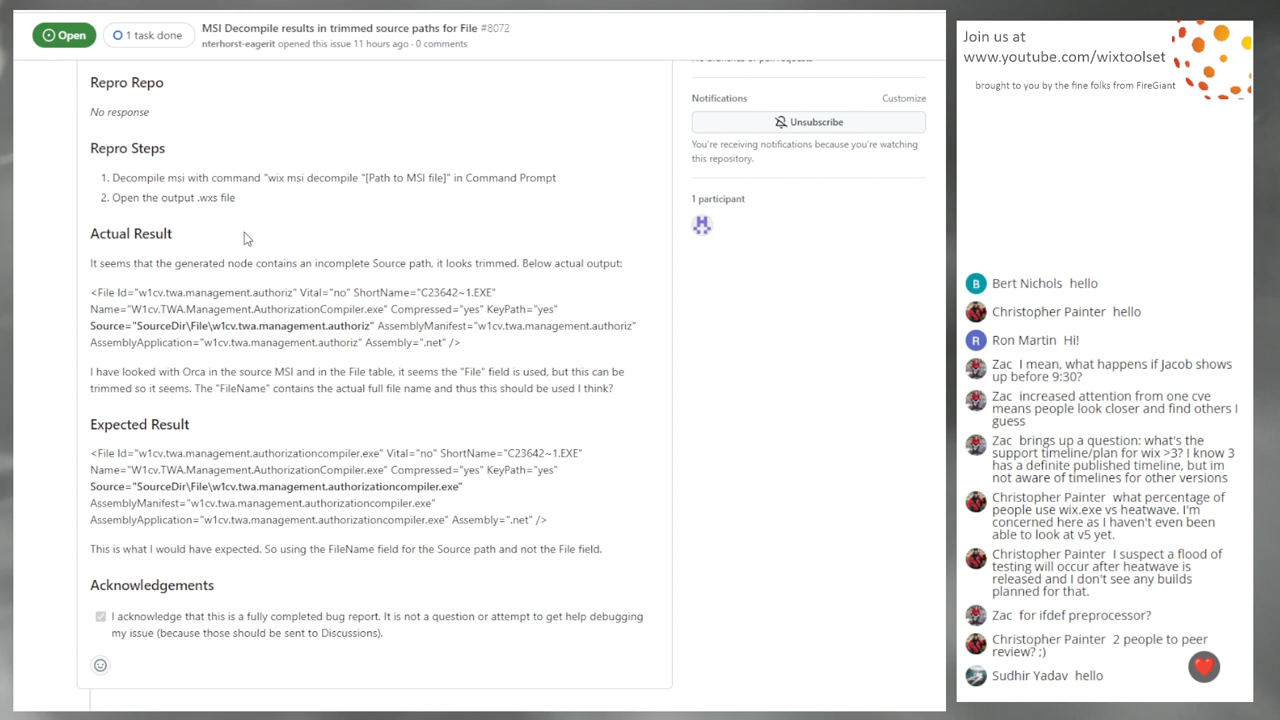 Open
1 task done
MSI Decompile results in trimmed source paths for File #8072
nterhorst-eagerit opened this issue 11 hours ago · 0 comments
Repro Repo
No response
Repro Steps
1. Decompile msi with command "wix msi decompile "[Path to MSI file]" in Command Prompt
2. Open the output .wxs file
Actual Result
It seems that the generated node contains an incomplete Source path, it looks trimmed. Below actual output:
<File Id="w1cv.twa.management.authoriz" Vital="no" ShortName="C23642~1.EXE"
Name="W1cv.TWA.Management.AuthorizationCompiler.exe" Compressed="yes" KeyPath="yes"
Source="SourceDir\File\w1cv.twa.management.authoriz" AssemblyManifest="w1cv.twa.management.authoriz"
AssemblyApplication="w1cv.twa.management.authoriz" Assembly=".net" />
I have looked with Orca in the source MSI and in the File table, it seems the "File" field is used, but this can be
trimmed so it seems. The "FileName" contains the actual full file name and thus this should be used I think?
Expected Result
<File Id="w1cv.twa.management.authorizationcompiler.exe" Vital="no" ShortName="C23642~1.EXE"
Name="W1cv.TWA.Management.AuthorizationCompiler.exe" Compressed="yes" KeyPath="yes"
Source="SourceDir\File\w1cv.twa.management.authorizationcompiler.exe"
AssemblyManifest="w1cv.twa.management.authorizationcompiler.exe"
AssemblyApplication="w1cv.twa.management.authorizationcompiler.exe" Assembly=".net" />
This is what I would have expected. So using the FileName field for the Source path and not the File field.
Acknowledgements
I acknowledge that this is a fully completed bug report. It is not a question or attempt to get help debugging
my issue (because those should be sent to Discussions).
Notifications
Customize
Unsubscribe
You're receiving notifications because you're watching
this repository.
1 participant
Join us at
www.youtube.com/wixtoolset
brought to you by the fine folks from FireGiant
B Bert Nichols hello
Christopher Painter hello
R Ron Martin Hi!
Zac I mean, what happens if Jacob shows
up before 9:30?
Zac increased attention from one cve
means people look closer and find others I
guess
Zac brings up a question: what's the
support timeline/plan for wix >3? I know 3
has a definite published timeline, but im
not aware of timelines for other versions
Christopher Painter what percentage of
people use wix.exe vs heatwave. I'm
concerned here as I haven't even been
able to look at v5 yet.
Christopher Painter I suspect a flood of
testing will occur after heatwave is
released and I don't see any builds
planned for that.
Zac for ifdef preprocessor?
Christopher Painter 2 people to peer
review? ;)
Sudhir Yadav hello